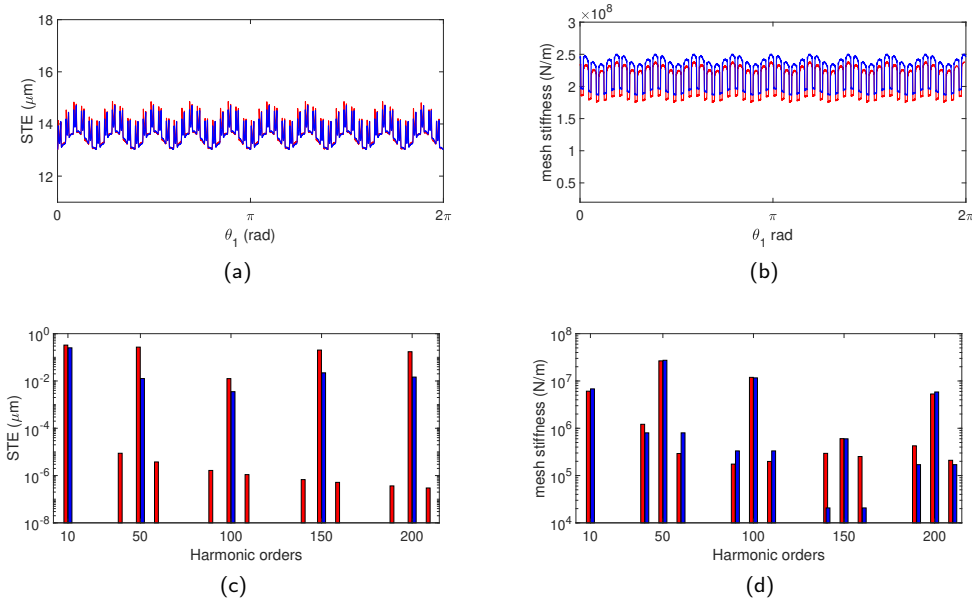 18
16
14
12
STE (μm)
0
π
2π
θ1 (rad)
(a)
×10^8
3
2.5
2
1.5
1
0.5
mesh stiffness (N/m)
0
π
2π
θ1 rad
(b)
10^0
10^-2
10^-4
10^-6
10^-8
STE (μm)
10
50
100
150
200
Harmonic orders
(c)
10^8
10^7
10^6
10^5
10^4
mesh stiffness (N/m)
10
50
100
150
200
Harmonic orders
(d)